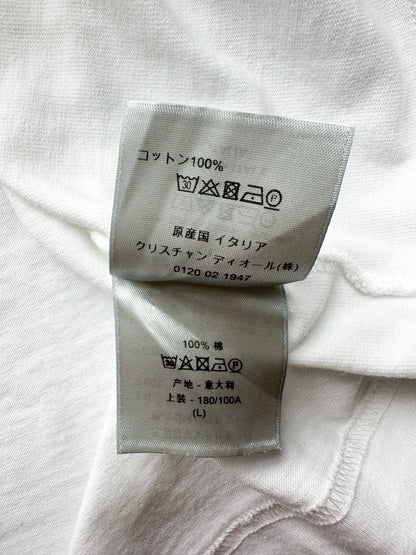 コットン100%
30 P
原産国 イタリア
クリスチャン ディオール(株)
0120 02 1947
100% 棉
30 P
产地 - 意大利
上装 - 180/100A
(L)